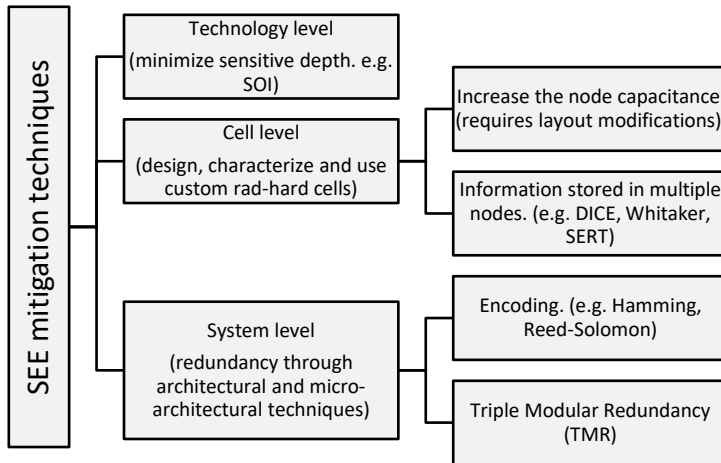 SEE mitigation techniques
Technology level
(minimize sensitive depth. e.g.
SOI)
Cell level
(design, characterize and use
custom rad-hard cells)
Increase the node capacitance
(requires layout modifications)
Information stored in multiple
nodes. (e.g. DICE, Whitaker,
SERT)
System level
(redundancy through
architectural and micro-
architectural techniques)
Encoding. (e.g. Hamming,
Reed-Solomon)
Triple Modular Redundancy
(TMR)